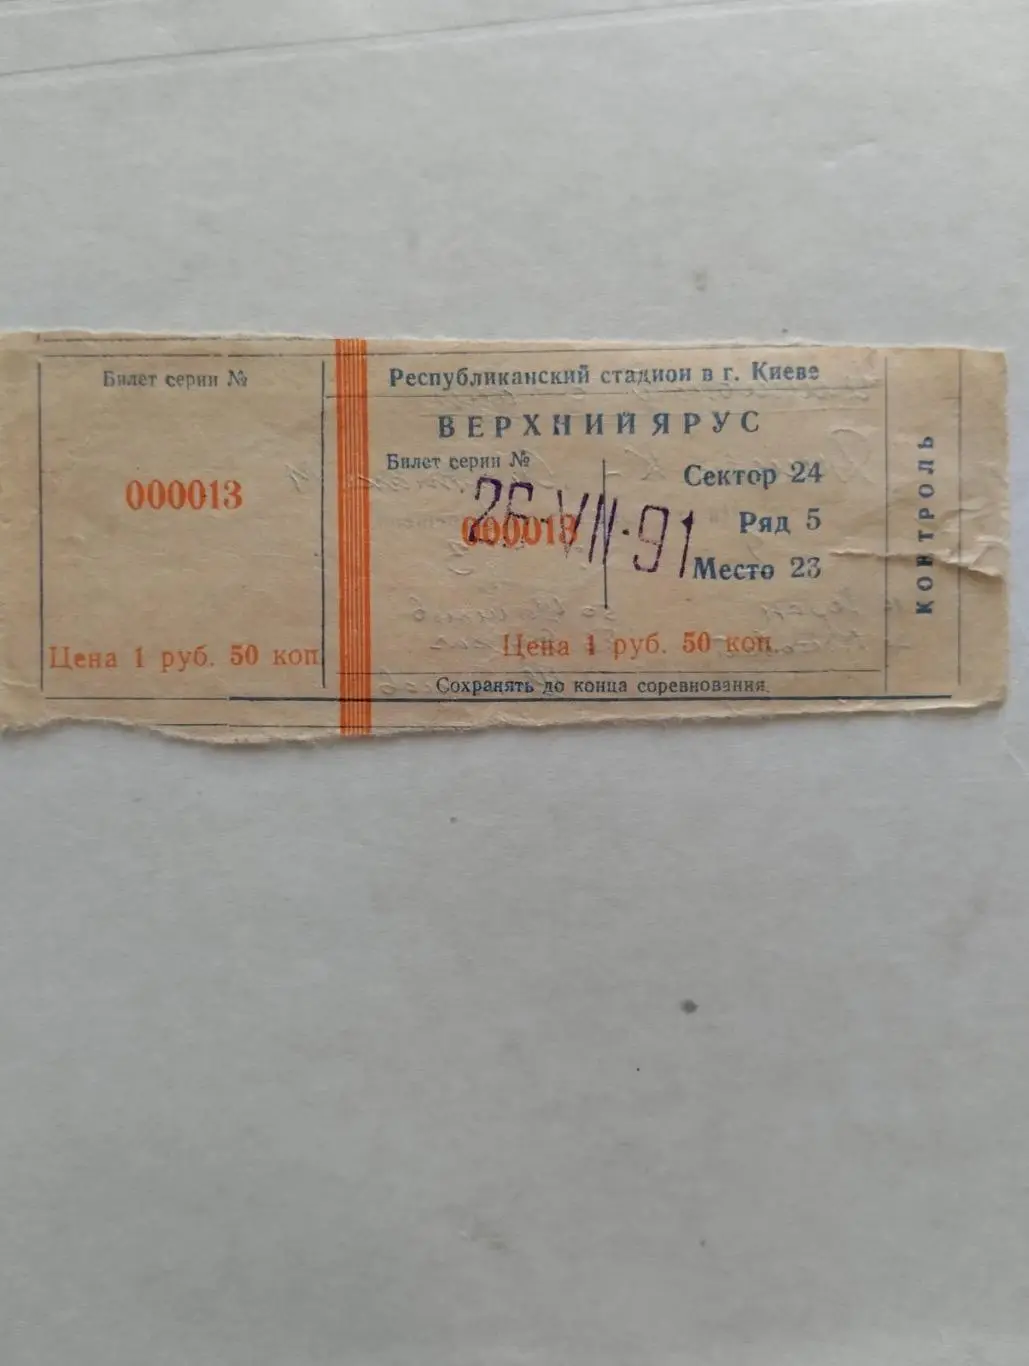 Билет серии №
000013
Цена 1 руб. 50 коп.
Республиканский стадион в г. Киеве
ВЕРХНИЙ ЯРУС
Билет серии №
000013
26·VII·91
Сектор 24
Ряд 5
Место 23
Цена 1 руб. 50 коп.
Сохранять до конца соревнования.
КОНТРОЛЬ